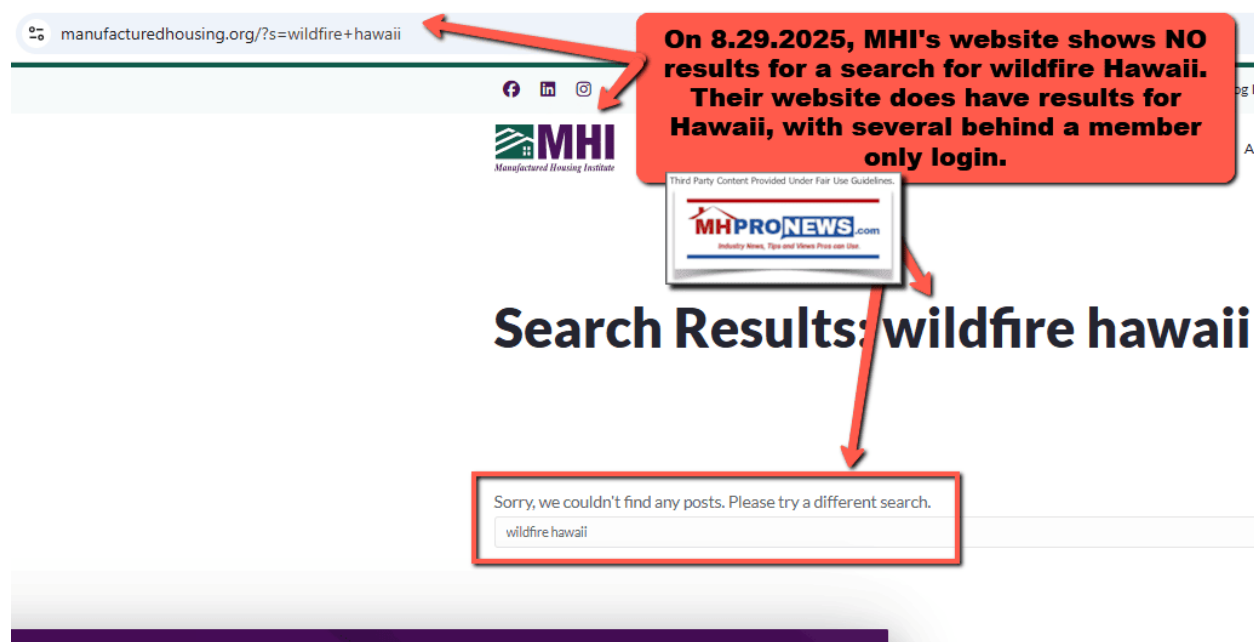 manufacturedhousing.org/?s=wildfire+hawaii
On 8.29.2025, MHI's website shows NO
results for a search for wildfire Hawaii.
Their website does have results for
Hawaii, with several behind a member
only login.
MHI
Manufactured Housing Institute
Third Party Content Provided Under Fair Use Guidelines.
MHPRONEWS.com
Industry News, Tips and Views Pros can Use.
Search Results: wildfire hawaii
Sorry, we couldn't find any posts. Please try a different search.
wildfire hawaii